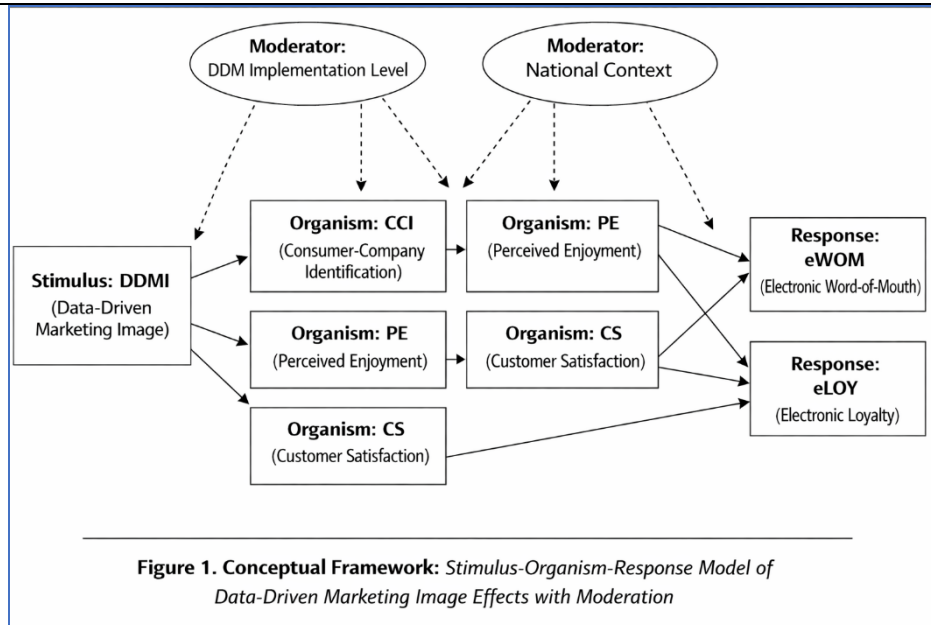 Moderator:
DDM Implementation Level
Moderator:
National Context
Stimulus: DDMI
(Data-Driven
Marketing Image)
Organism: CCI
(Consumer-Company
Identification)
Organism: PE
(Perceived Enjoyment)
Organism: CS
(Customer Satisfaction)
Organism: PE
(Perceived Enjoyment)
Organism: CS
(Customer Satisfaction)
Response:
eWOM
(Electronic Word-of-Mouth)
Response:
eLOY
(Electronic Loyalty)
Figure 1. Conceptual Framework: Stimulus-Organism-Response Model of
Data-Driven Marketing Image Effects with Moderation